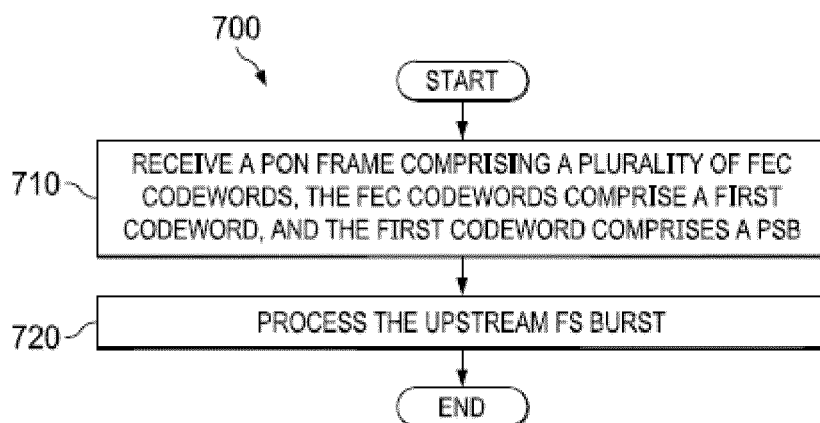 700
START
710
RECEIVE A PON FRAME COMPRISING A PLURALITY OF FEC
CODEWORDS, THE FEC CODEWORDS COMPRISE A FIRST
CODEWORD, AND THE FIRST CODEWORD COMPRISES A PSB
720
PROCESS THE UPSTREAM FS BURST
END